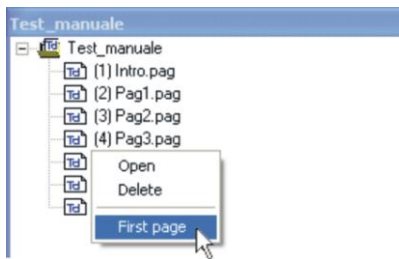 Test_manuale
Test_manuale
(1) Intro.pag
(2) Pag1.pag
(3) Pag2.pag
(4) Pag3.pag
Open
Delete
First page